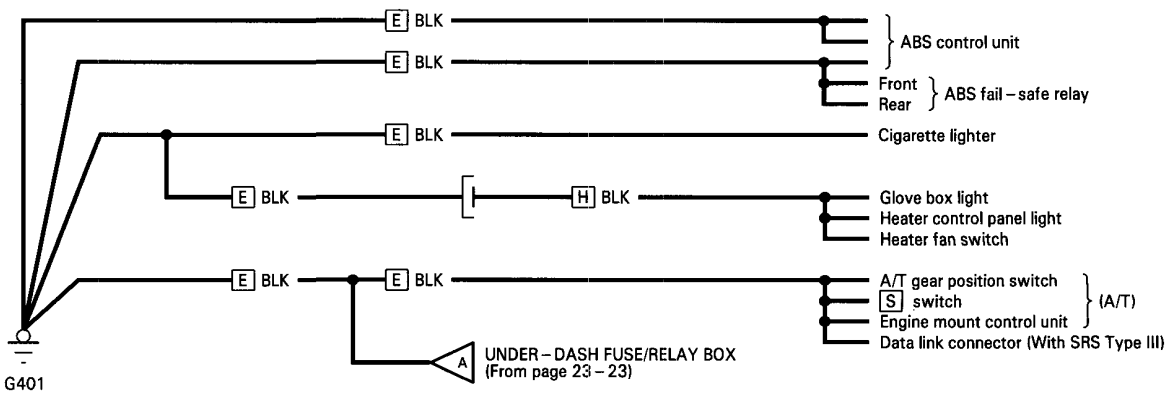 E BLK
ABS control unit
E BLK
Front
Rear
ABS fail – safe relay
E BLK
Cigarette lighter
E BLK
H BLK
Glove box light
Heater control panel light
Heater fan switch
E BLK
E BLK
A/T gear position switch
S switch
Engine mount control unit
(A/T)
Data link connector (With SRS Type III)
A
UNDER – DASH FUSE/RELAY BOX
(From page 23 – 23)
G401